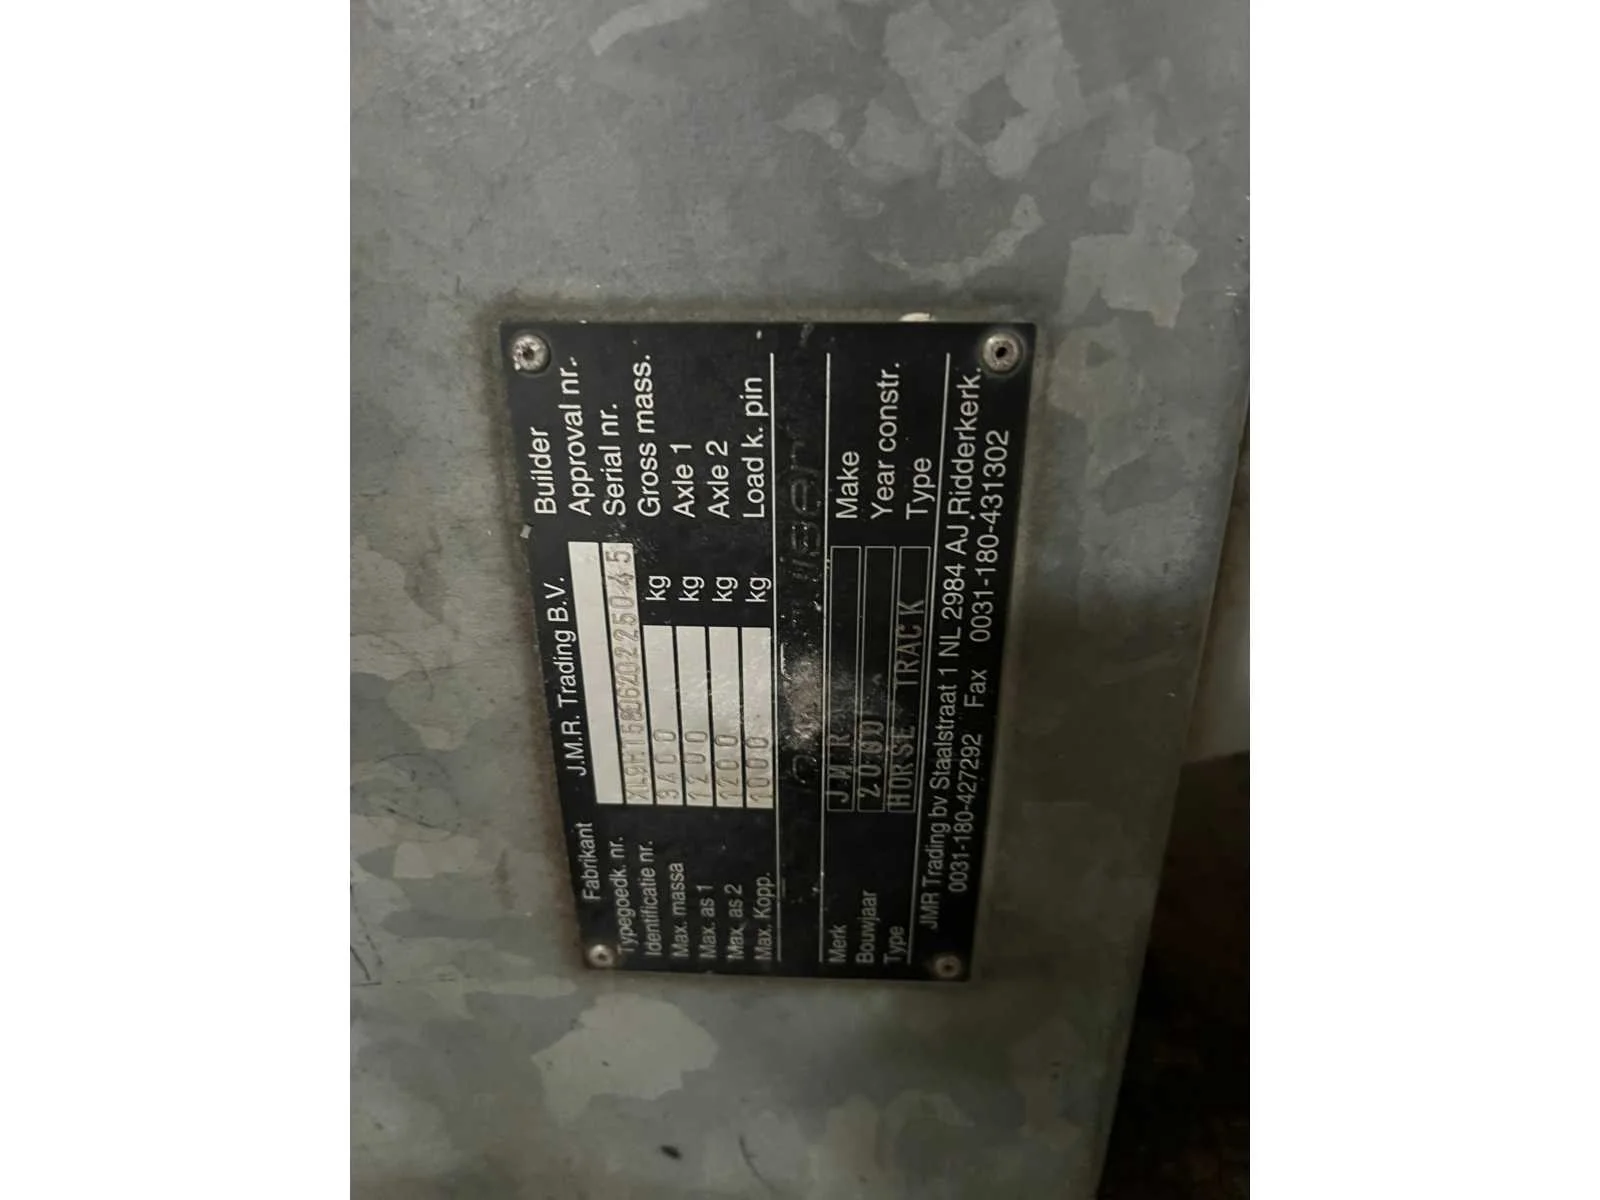 Fabrikant J.M.R. Trading B.V. Builder
Typegoedk. nr. Approval nr.
Identificatie nr. Serial nr.
Max. massa 3400 kg Gross mass.
Max. as 1 1200 kg Axle 1
Max. as 2 1200 kg Axle 2
Max. Kopp. 1000 kg Load k. pin
Merk JMR Make
Bouwjaar 2000 Year constr.
Type HORSE TRACK Type
JMR Trading bv Staalstraat 1 NL 2984 AJ Ridderkerk.
0031-180-427292 Fax 0031-180-431302